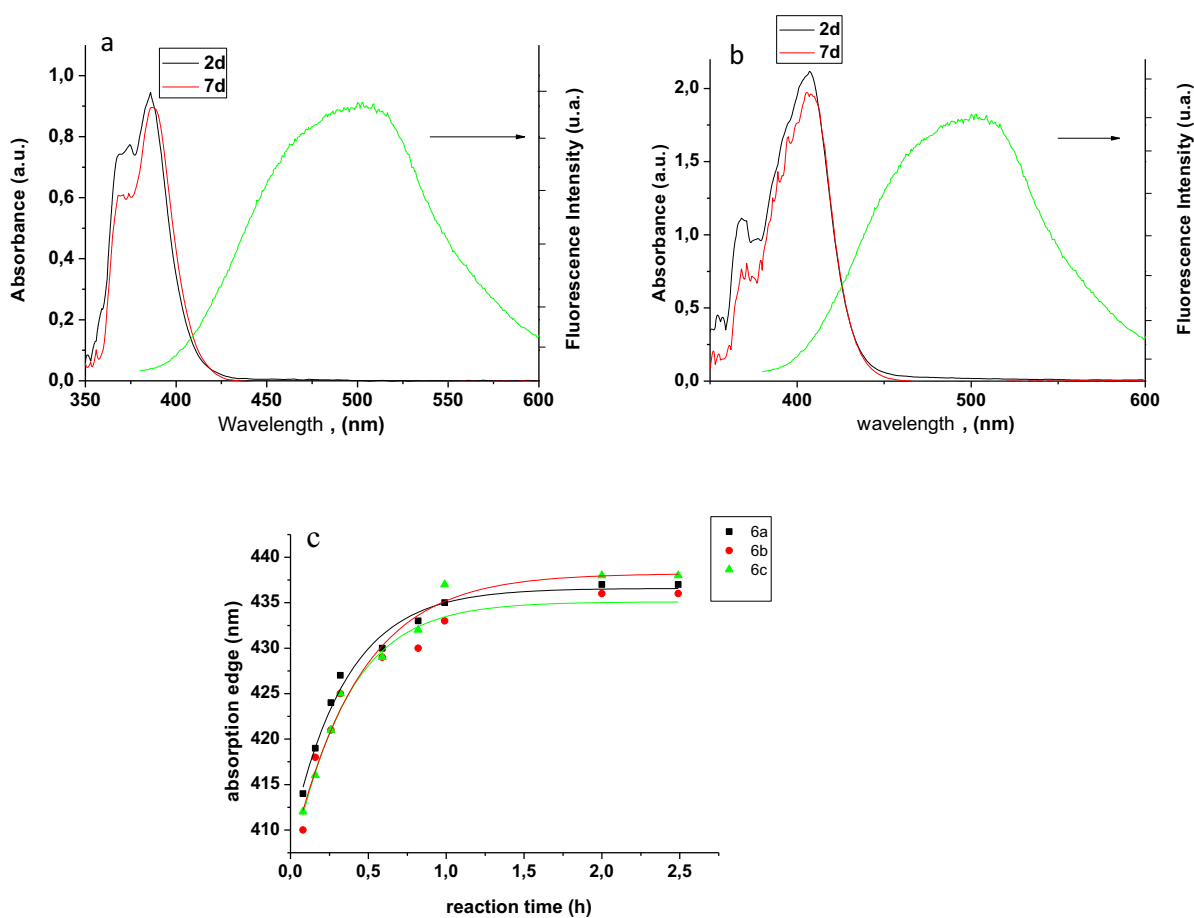 a
2d
7d
1,0
0,8
0,6
0,4
0,2
0,0
350
400
450
500
550
600
Absorbance (a.u.)
Wavelength , (nm)
Fluorescence Intensity (u.a.)
b
2d
7d
2,0
1,5
1,0
0,5
0,0
400
500
600
Absorbance (a.u.)
wavelength , (nm)
Fluorescence Intensity (u.a.)
c
6a
6b
6c
440
435
430
425
420
415
410
0,0
0,5
1,0
1,5
2,0
2,5
absorption edge (nm)
reaction time (h)